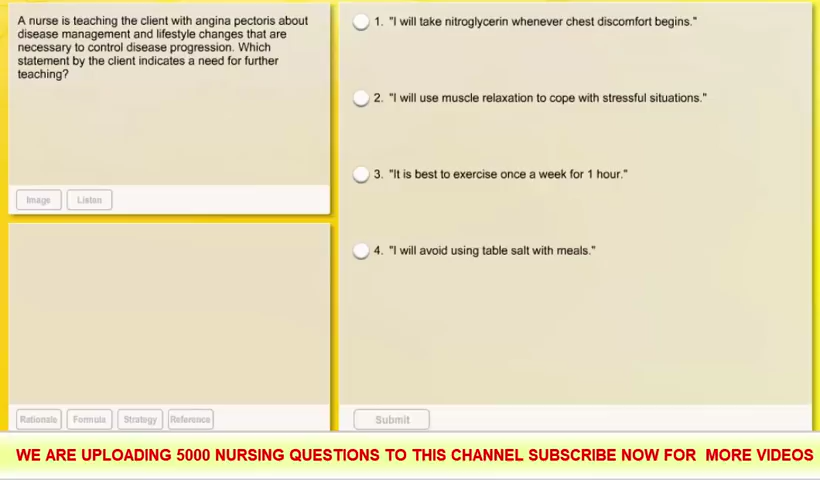 A nurse is teaching the client with angina pectoris about
disease management and lifestyle changes that are
necessary to control disease progression. Which
statement by the client indicates a need for further
teaching?
Image
Listen
1. "I will take nitroglycerin whenever chest discomfort begins."
2. "I will use muscle relaxation to cope with stressful situations."
3. "It is best to exercise once a week for 1 hour."
4. "I will avoid using table salt with meals."
Rationale
Formula
Strategy
Reference
Submit
WE ARE UPLOADING 5000 NURSING QUESTIONS TO THIS CHANNEL SUBSCRIBE NOW FOR MORE VIDEOS